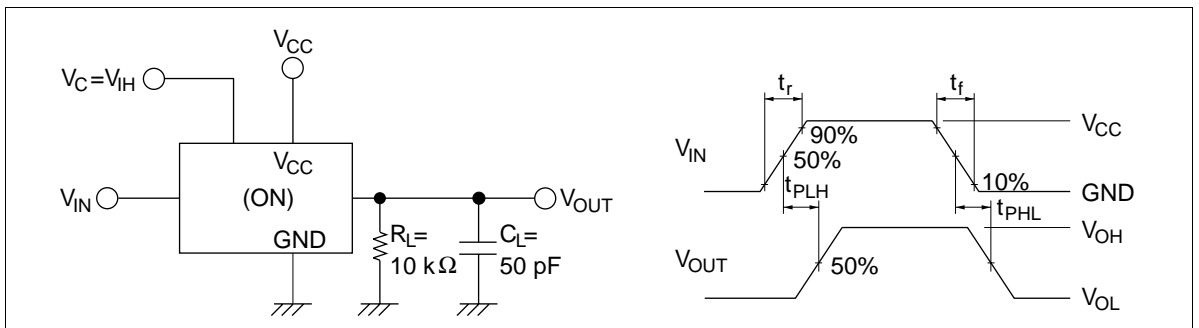 V_C=V_IH
V_CC
V_CC
V_IN
(ON)
V_OUT
GND
R_L=
10 kΩ
C_L=
50 pF
t_r
t_f
V_IN
90%
50%
V_CC
10%
GND
t_PLH
t_PHL
V_OH
V_OUT
50%
V_OL